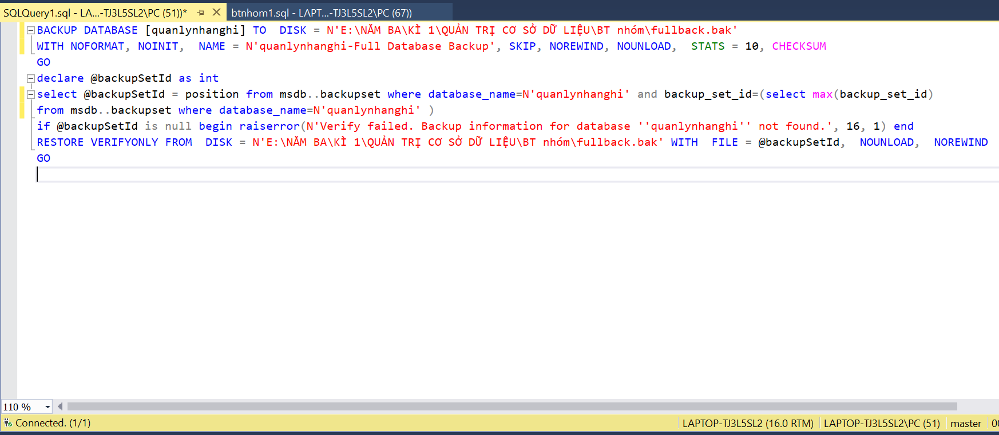 SQLQuery1.sql - LA...-TJ3L5SL2\PC (51))*
btnhom1.sql - LAPT...-TJ3L5SL2\PC (67))
BACKUP DATABASE [quanlynhanghi] TO  DISK = N'E:\NĂM BA\KÌ 1\QUẢN TRỊ CƠ SỞ DỮ LIỆU\BT nhóm\fullback.bak'
WITH NOFORMAT, NOINIT,  NAME = N'quanlynhanghi-Full Database Backup', SKIP, NOREWIND, NOUNLOAD,  STATS = 10, CHECKSUM
GO
declare @backupSetId as int
select @backupSetId = position from msdb..backupset where database_name=N'quanlynhanghi' and backup_set_id=(select max(backup_set_id)
from msdb..backupset where database_name=N'quanlynhanghi' )
if @backupSetId is null begin raiserror(N'Verify failed. Backup information for database ''quanlynhanghi'' not found.', 16, 1) end
RESTORE VERIFYONLY FROM  DISK = N'E:\NĂM BA\KÌ 1\QUẢN TRỊ CƠ SỞ DỮ LIỆU\BT nhóm\fullback.bak' WITH  FILE = @backupSetId,  NOUNLOAD,  NOREWIND
GO
110 %
Connected. (1/1)
LAPTOP-TJ3L5SL2 (16.0 RTM)
LAPTOP-TJ3L5SL2\PC (51)
master